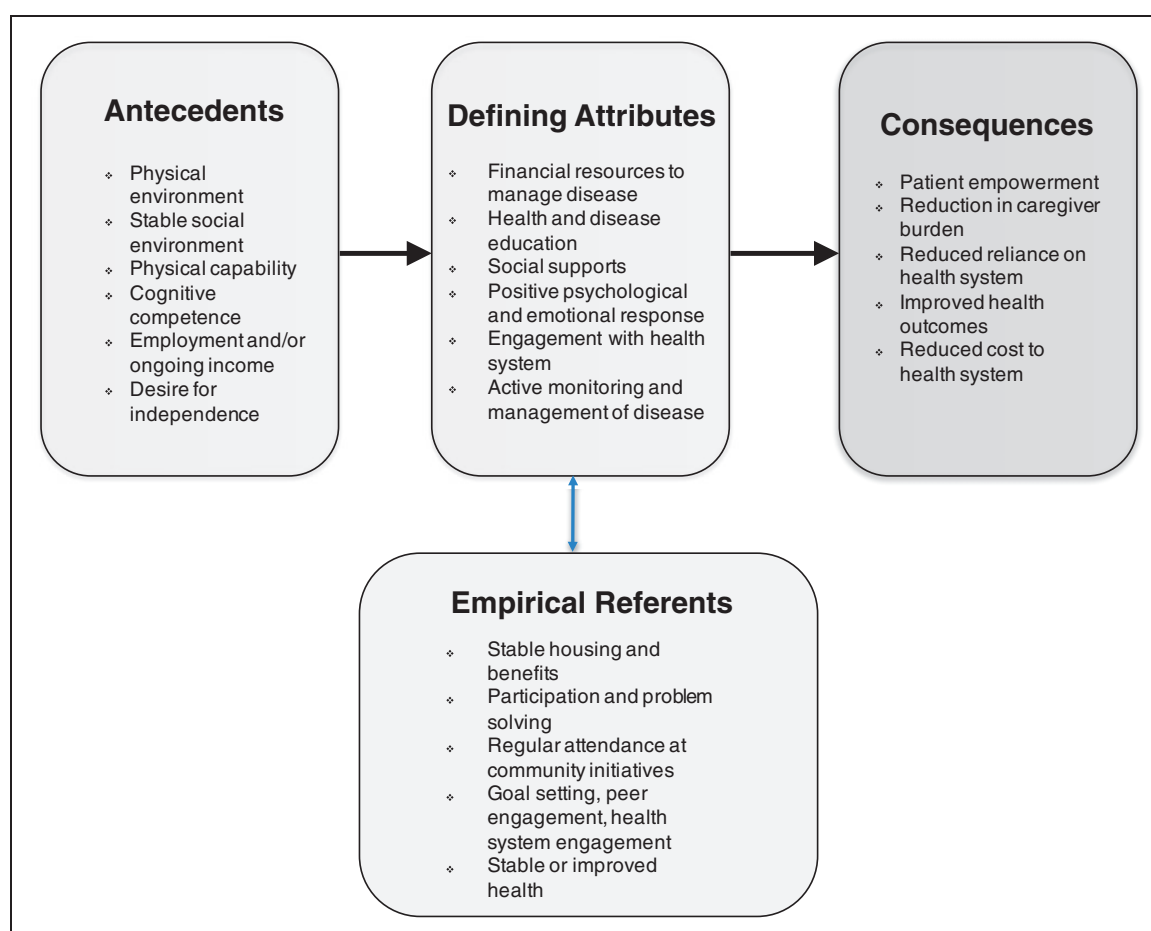 Antecedents
❖ Physical
environment
❖ Stable social
environment
❖ Physical capability
❖ Cognitive
competence
❖ Employment and/or
ongoing income
❖ Desire for
independence
Defining Attributes
❖ Financial resources to
manage disease
❖ Health and disease
education
❖ Social supports
❖ Positive psychological
and emotional response
❖ Engagement with health
system
❖ Active monitoring and
management of disease
Consequences
❖ Patient empowerment
❖ Reduction in caregiver
burden
❖ Reduced reliance on
health system
❖ Improved health
outcomes
❖ Reduced cost to
health system
Empirical Referents
❖ Stable housing and
benefits
❖ Participation and problem
solving
❖ Regular attendance at
community initiatives
❖ Goal setting, peer
engagement, health
system engagement
❖ Stable or improved
health